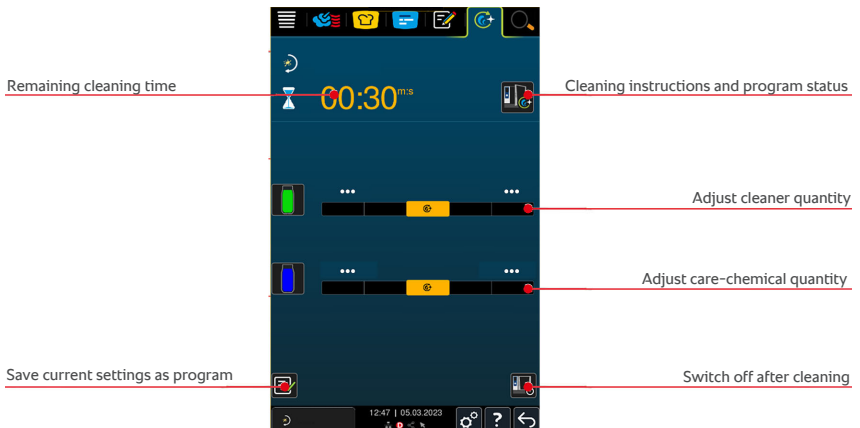 Remaining cleaning time
00:30 m:s
Cleaning instructions and program status
Adjust cleaner quantity
Adjust care-chemical quantity
Save current settings as program
Switch off after cleaning
12:47 | 05.03.2023
?